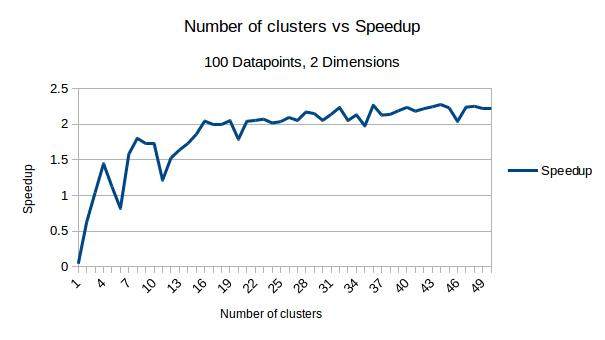 Number of clusters vs Speedup
100 Datapoints, 2 Dimensions
2.5
2
1.5
1
0.5
0
Speedup
1 4 7 10 13 16 19 22 25 28 31 34 37 40 43 46 49
Number of clusters
Speedup